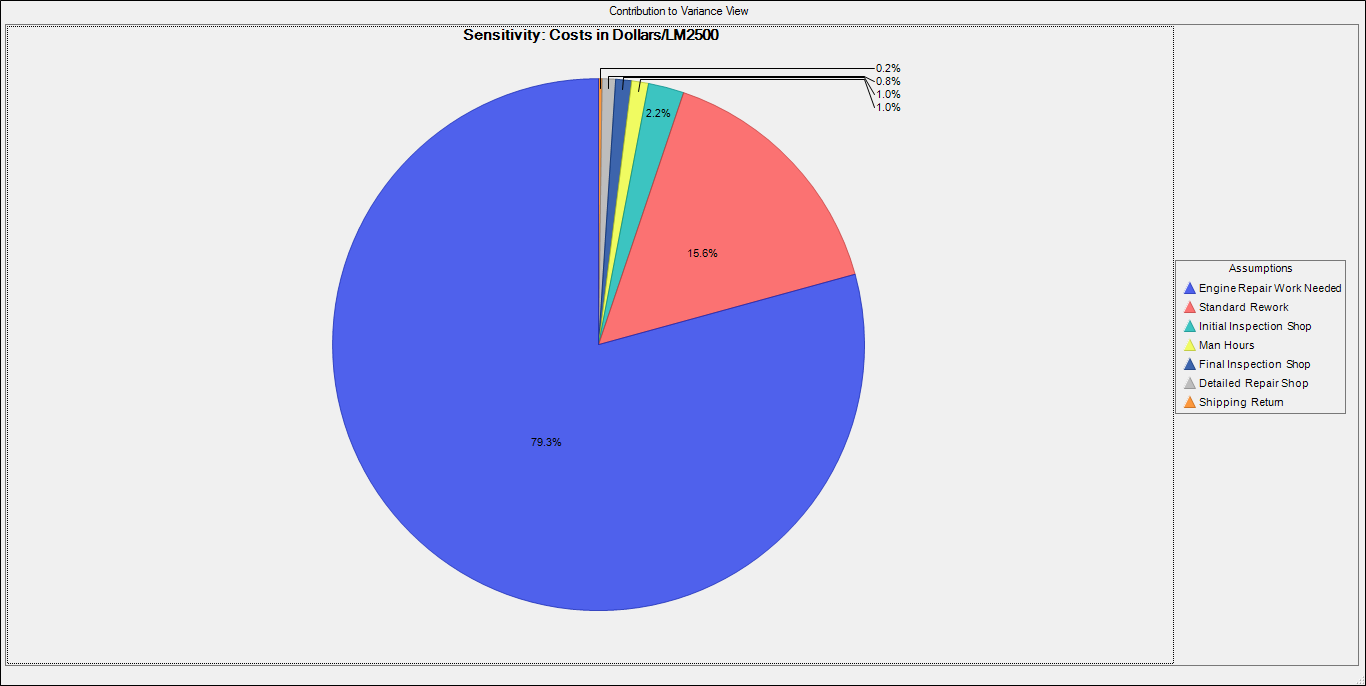 Contribution to Variance View
Sensitivity: Costs in Dollars/LM2500
0.2%
0.8%
1.0%
1.0%
2.2%
15.6%
79.3%
Assumptions
Engine Repair Work Needed
Standard Rework
Initial Inspection Shop
Man Hours
Final Inspection Shop
Detailed Repair Shop
Shipping Return